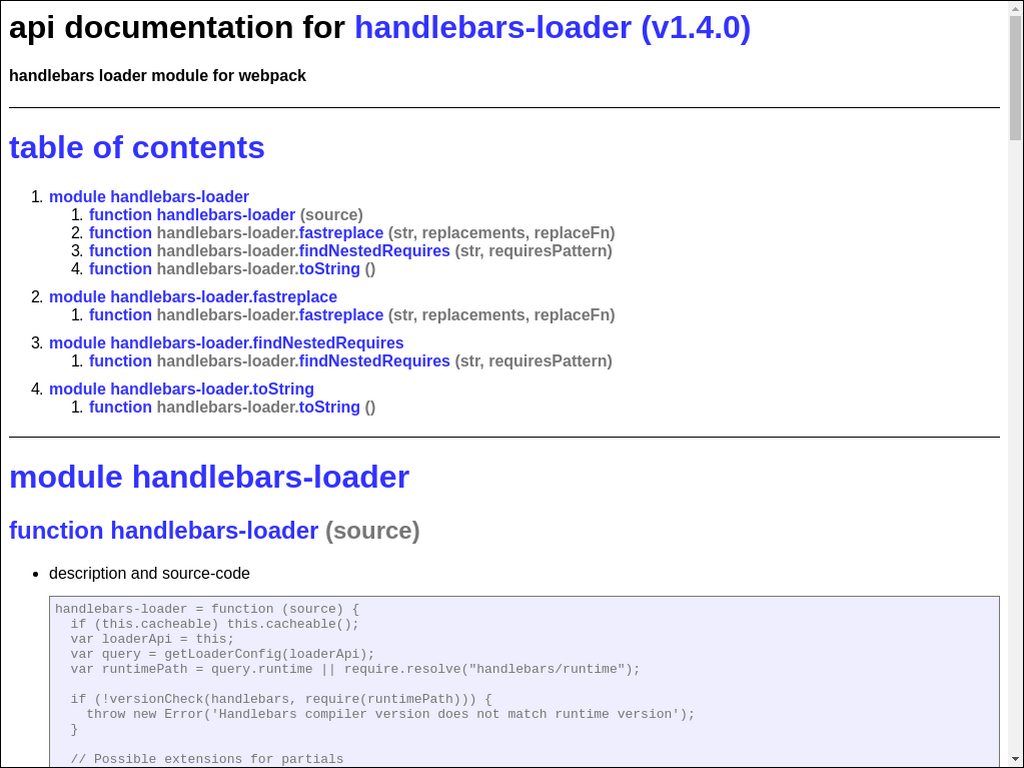 api documentation for handlebars-loader (v1.4.0)
handlebars loader module for webpack
table of contents
1. module handlebars-loader
1. function handlebars-loader (source)
2. function handlebars-loader.fastreplace (str, replacements, replaceFn)
3. function handlebars-loader.findNestedRequires (str, requiresPattern)
4. function handlebars-loader.toString ()
2. module handlebars-loader.fastreplace
1. function handlebars-loader.fastreplace (str, replacements, replaceFn)
3. module handlebars-loader.findNestedRequires
1. function handlebars-loader.findNestedRequires (str, requiresPattern)
4. module handlebars-loader.toString
1. function handlebars-loader.toString ()
module handlebars-loader
function handlebars-loader (source)
• description and source-code
handlebars-loader = function (source) {
  if (this.cacheable) this.cacheable();
  var loaderApi = this;
  var query = getLoaderConfig(loaderApi);
  var runtimePath = query.runtime || require.resolve("handlebars/runtime");
  if (!versionCheck(handlebars, require(runtimePath))) {
    throw new Error('Handlebars compiler version does not match runtime version');
  }
  // Possible extensions for partials